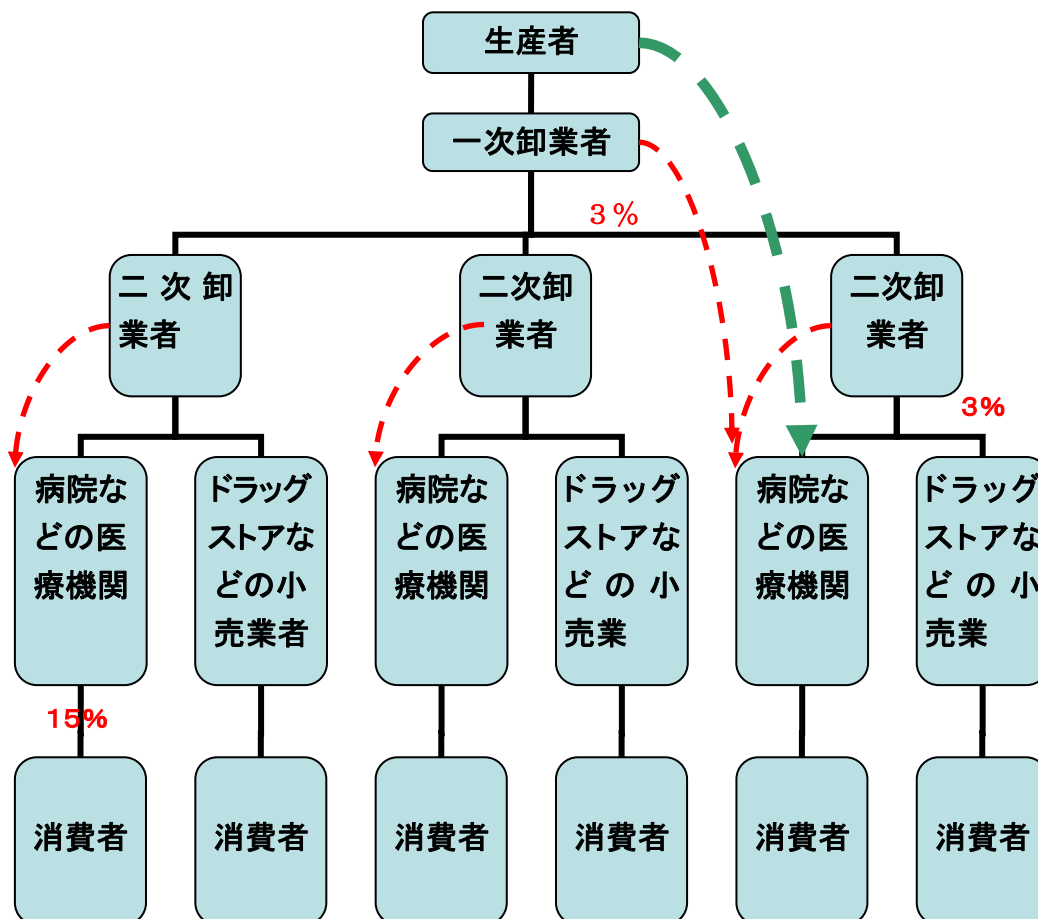 生産者
一次卸業者
3%
二 次 卸
業者
二次卸
業者
二次卸
業者
3%
病院な
どの医
療機関
ドラッグ
ストアな
どの小
売業者
病院な
どの医
療機関
ドラッグ
ストアな
ど の 小
売業
病院な
どの医
療機関
ドラッグ
ストアな
ど の 小
売業
15%
消費者
消費者
消費者
消費者
消費者
消費者